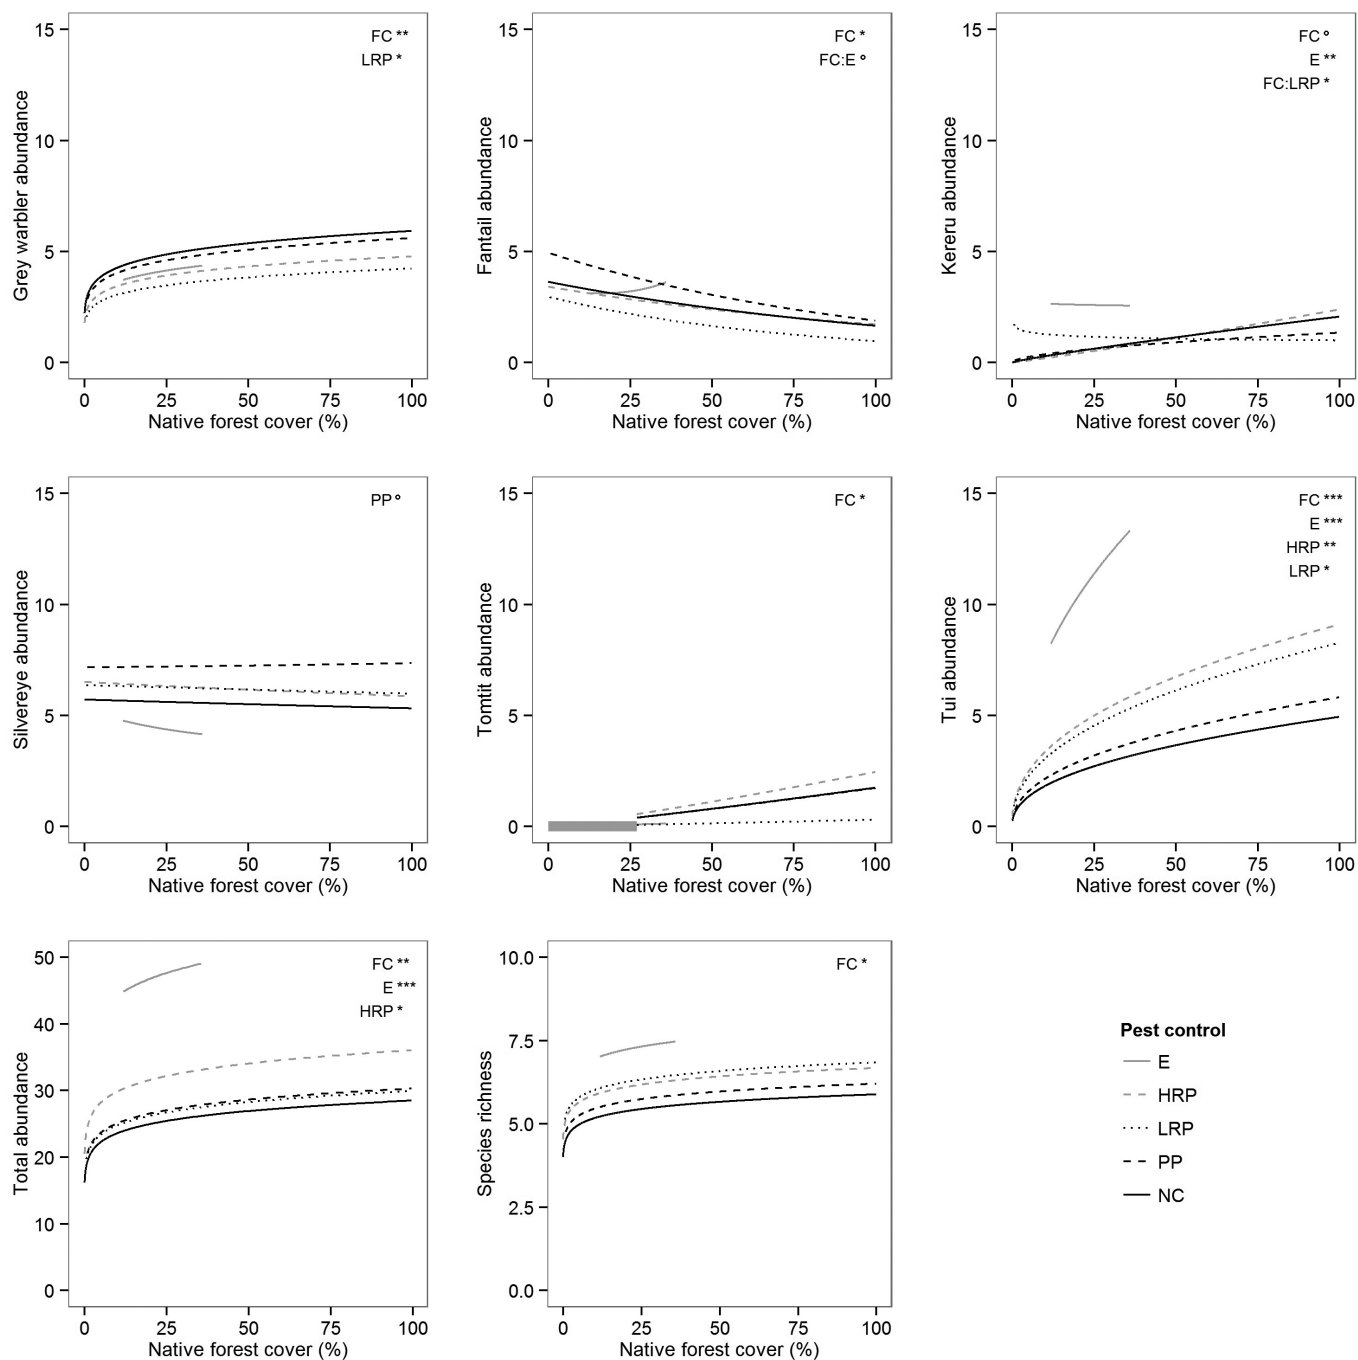 Grey warbler abundance
15
10
5
0
FC **
LRP *
0 25 50 75 100
Native forest cover (%)
Fantail abundance
15
10
5
0
FC *
FC:E °
0 25 50 75 100
Native forest cover (%)
Kereru abundance
15
10
5
0
FC °
E **
FC:LRP *
0 25 50 75 100
Native forest cover (%)
Silvereye abundance
15
10
5
0
PP °
0 25 50 75 100
Native forest cover (%)
Tomtit abundance
15
10
5
0
FC *
0 25 50 75 100
Native forest cover (%)
Tui abundance
15
10
5
0
FC ***
E ***
HRP **
LRP *
0 25 50 75 100
Native forest cover (%)
Total abundance
50
40
30
20
10
0
FC **
E ***
HRP *
0 25 50 75 100
Native forest cover (%)
Species richness
10.0
7.5
5.0
2.5
0.0
FC *
0 25 50 75 100
Native forest cover (%)
Pest control
E
HRP
LRP
PP
NC